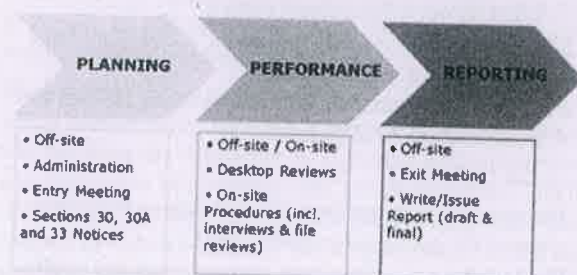 PLANNING
PERFORMANCE
REPORTING
• Off-site
• Administration
• Entry Meeting
• Sections 30, 30A
and 33 Notices
• Off-site / On-site
• Desktop Reviews
• On-site
Procedures (incl.
interviews & file
reviews)
• Off-site
• Exit Meeting
• Write/Issue
Report (draft &
final)